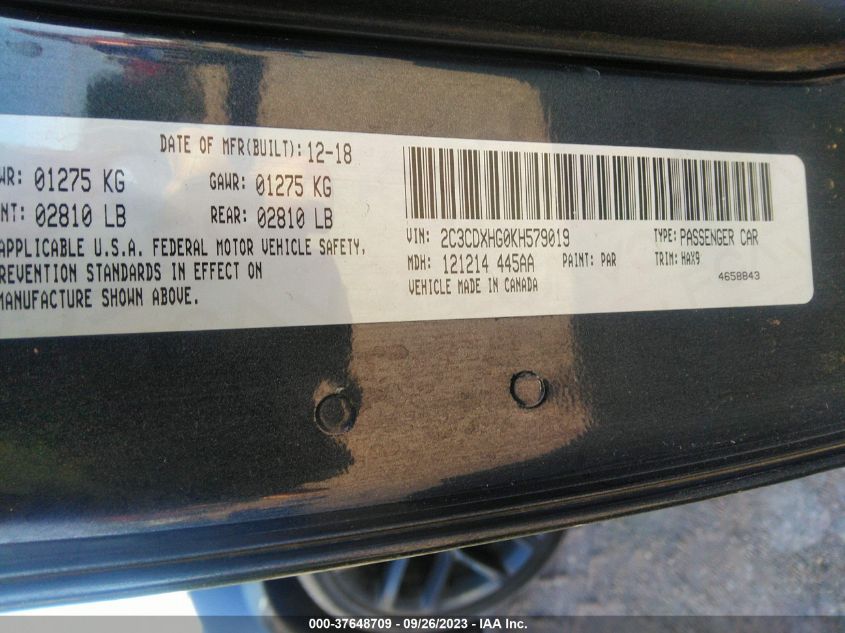 DATE OF MFR(BUILT): 12-18
WR: 01275 KG GAWR: 01275 KG
NT: 02810 LB REAR: 02810 LB
APPLICABLE U.S.A. FEDERAL MOTOR VEHICLE SAFETY,
REVENTION STANDARDS IN EFFECT ON
MANUFACTURE SHOWN ABOVE.
VIN: 2C3CDXHG0KH579019 TYPE: PASSENGER CAR
MDH: 121214 445AA PAINT: PAR TRIM: HAX9
VEHICLE MADE IN CANADA 4658B43
000-37648709 - 09/26/2023 - IAA Inc.